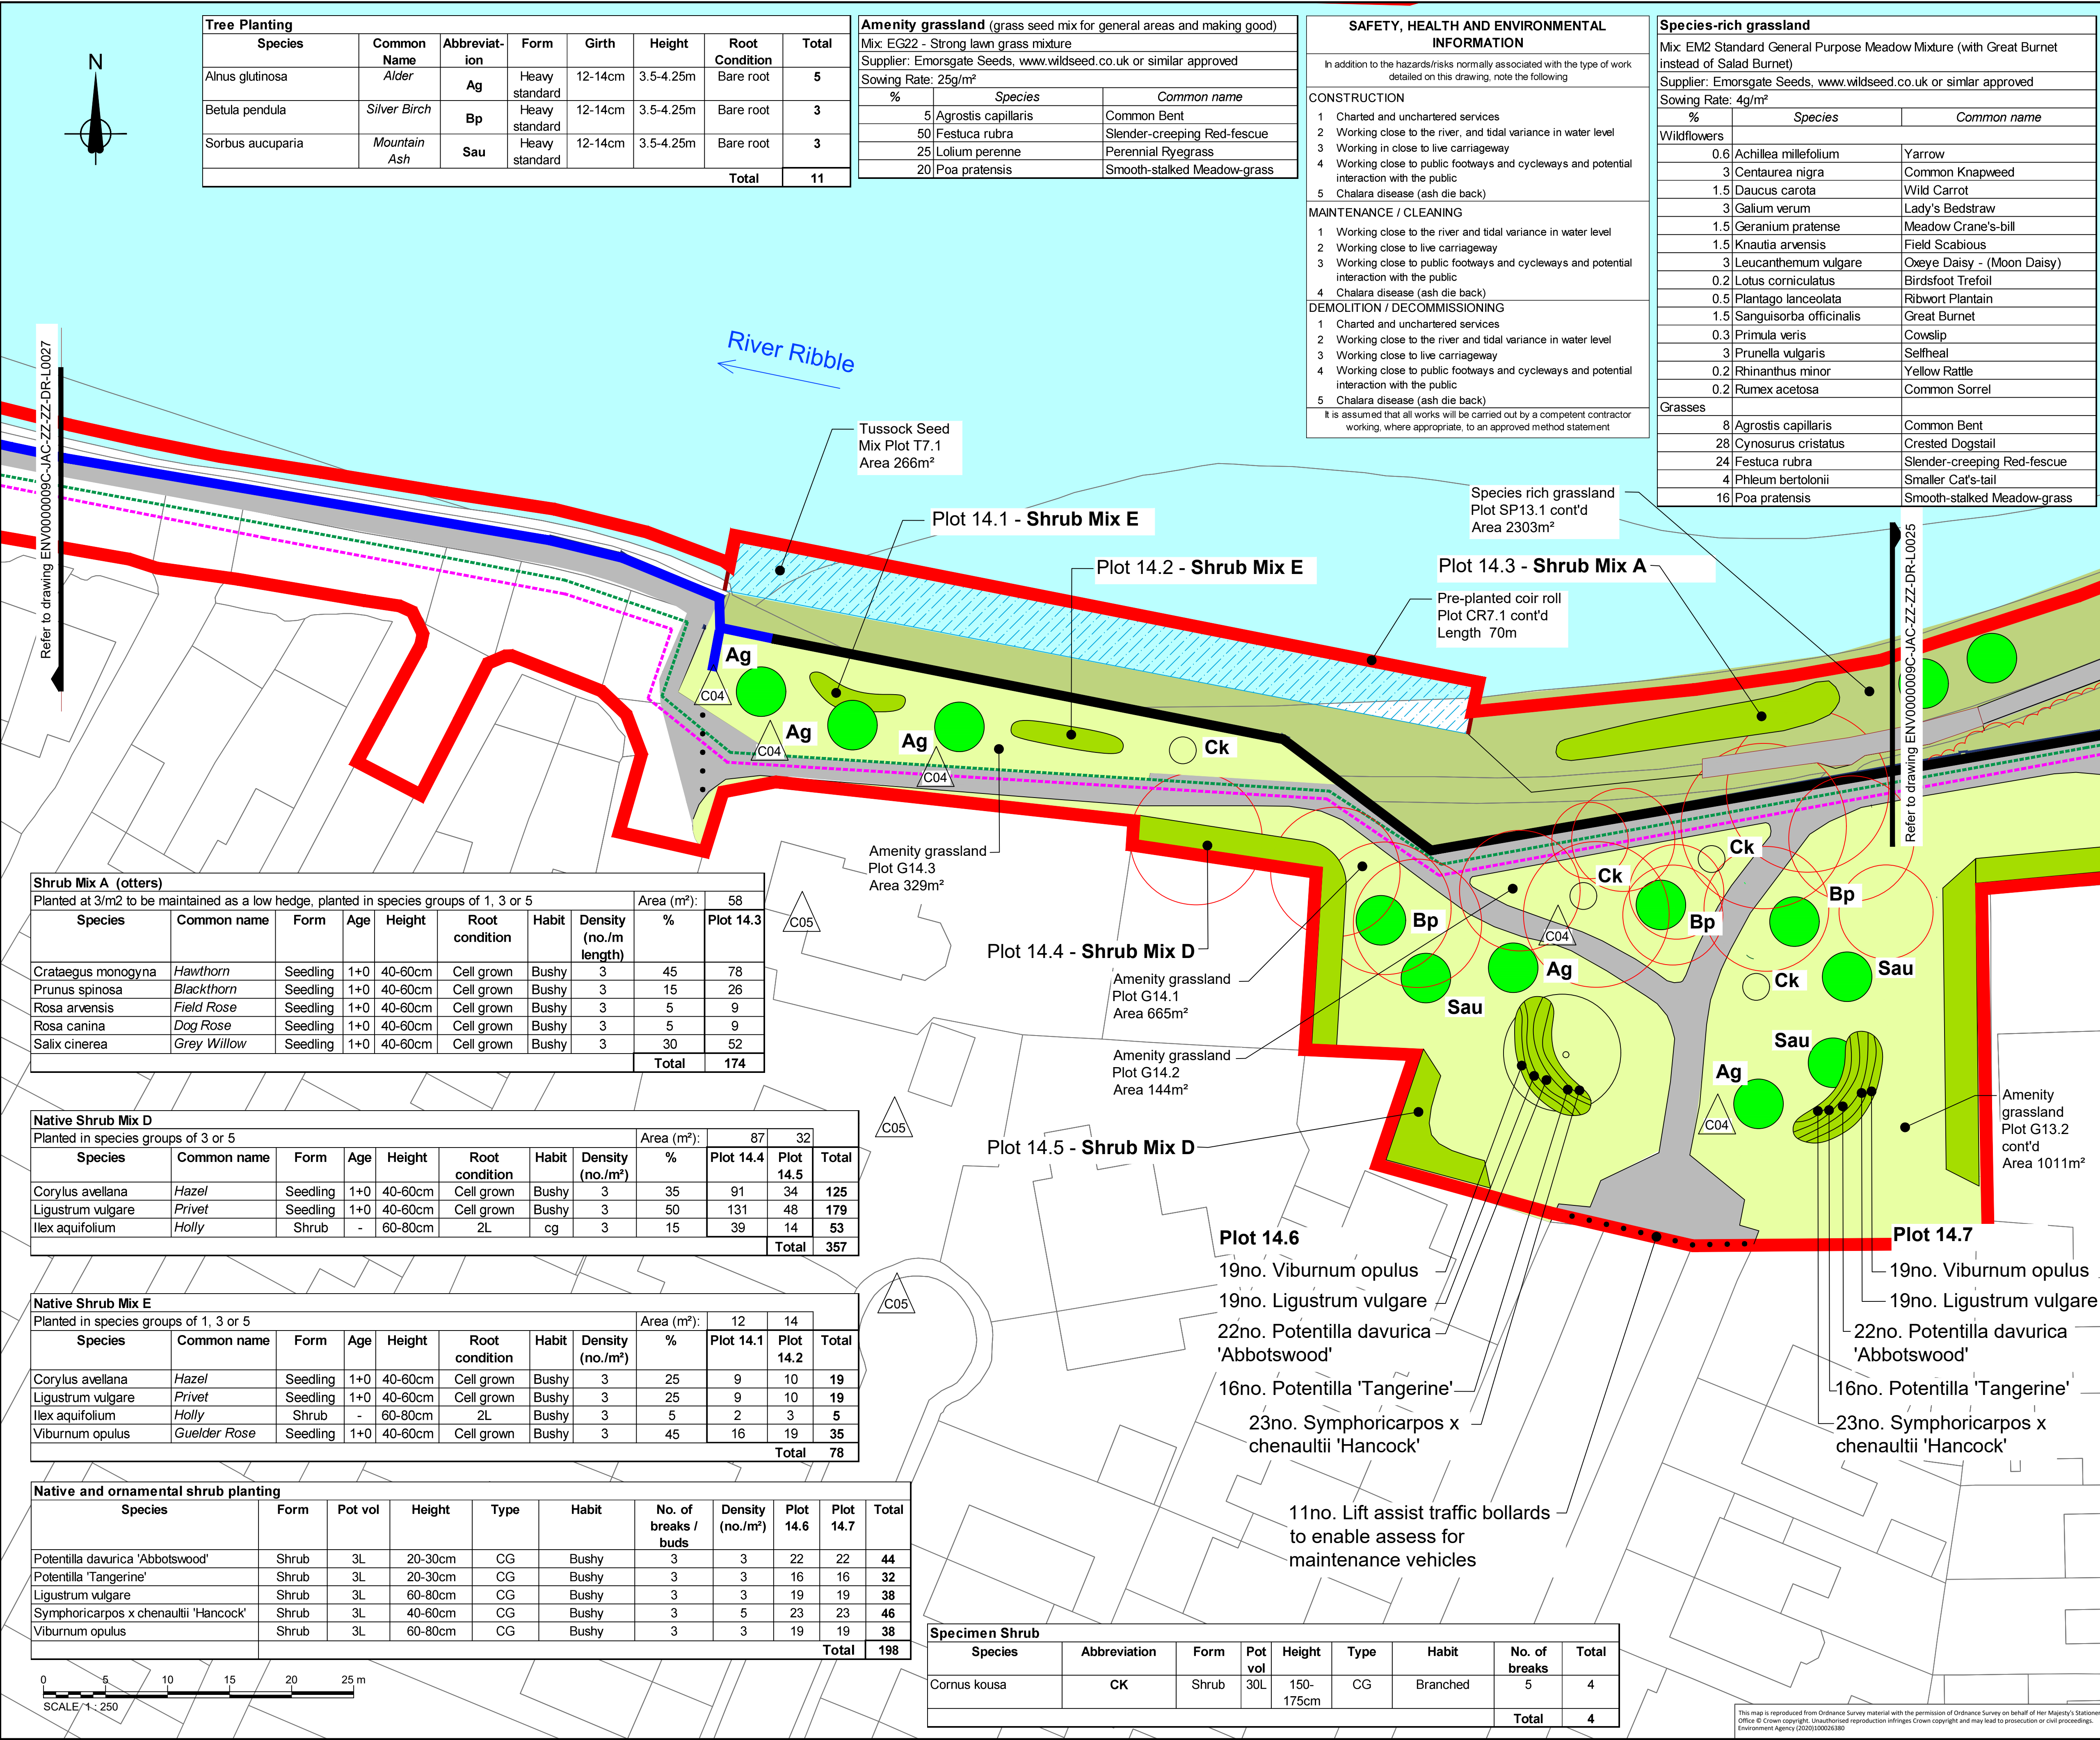 N
Tree Planting
Species Common Name Abbreviat-ion Form Girth Height Root Condition Total
Alnus glutinosa Alder Ag Heavy standard 12-14cm 3.5-4.25m Bare root 5
Betula pendula Silver Birch Bp Heavy standard 12-14cm 3.5-4.25m Bare root 3
Sorbus aucuparia Mountain Ash Sau Heavy standard 12-14cm 3.5-4.25m Bare root 3
Total 11
Amenity grassland (grass seed mix for general areas and making good)
Mix: EG22 - Strong lawn grass mixture
Supplier: Emorsgate Seeds, www.wildseed.co.uk or similar approved
Sowing Rate: 25g/m²
% Species Common name
5 Agrostis capillaris Common Bent
50 Festuca rubra Slender-creeping Red-fescue
25 Lolium perenne Perennial Ryegrass
20 Poa pratensis Smooth-stalked Meadow-grass
SAFETY, HEALTH AND ENVIRONMENTAL
INFORMATION
In addition to the hazards/risks normally associated with the type of work
detailed on this drawing, note the following
CONSTRUCTION
1 Charted and unchartered services
2 Working close to the river, and tidal variance in water level
3 Working in close to live carriageway
4 Working close to public footways and cycleways and potential
interaction with the public
5 Chalara disease (ash die back)
MAINTENANCE / CLEANING
1 Working close to the river and tidal variance in water level
2 Working close to live carriageway
3 Working close to public footways and cycleways and potential
interaction with the public
4 Chalara disease (ash die back)
DEMOLITION / DECOMMISSIONING
1 Charted and unchartered services
2 Working close to the river and tidal variance in water level
3 Working close to live carriageway
4 Working close to public footways and cycleways and potential
interaction with the public
5 Chalara disease (ash die back)
It is assumed that all works will be carried out by a competent contractor
working, where appropriate, to an approved method statement
Species-rich grassland
Mix: EM2 Standard General Purpose Meadow Mixture (with Great Burnet
instead of Salad Burnet)
Supplier: Emorsgate Seeds, www.wildseed.co.uk or simlar approved
Sowing Rate: 4g/m²
% Species Common name
Wildflowers
0.6 Achillea millefolium Yarrow
3 Centaurea nigra Common Knapweed
1.5 Daucus carota Wild Carrot
3 Galium verum Lady's Bedstraw
1.5 Geranium pratense Meadow Crane's-bill
1.5 Knautia arvensis Field Scabious
3 Leucanthemum vulgare Oxeye Daisy - (Moon Daisy)
0.2 Lotus corniculatus Birdsfoot Trefoil
0.5 Plantago lanceolata Ribwort Plantain
1.5 Sanguisorba officinalis Great Burnet
0.3 Primula veris Cowslip
3 Prunella vulgaris Selfheal
0.2 Rhinanthus minor Yellow Rattle
0.2 Rumex acetosa Common Sorrel
Grasses
8 Agrostis capillaris Common Bent
28 Cynosurus cristatus Crested Dogstail
24 Festuca rubra Slender-creeping Red-fescue
4 Phleum bertolonii Smaller Cat's-tail
16 Poa pratensis Smooth-stalked Meadow-grass
Refer to drawing ENV0000009C-JAC-ZZ-ZZ-DR-L0027
River Ribble
Tussock Seed
Mix Plot T7.1
Area 266m²
Plot 14.1 - Shrub Mix E
Plot 14.2 - Shrub Mix E
Species rich grassland
Plot SP13.1 cont'd
Area 2303m²
Plot 14.3 - Shrub Mix A
Pre-planted coir roll
Plot CR7.1 cont'd
Length 70m
Refer to drawing ENV0000009C-JAC-ZZ-ZZ-DR-L0025
Ag
C04
Ag
C04
Ag
C04
Ck
Amenity grassland
Plot G14.3
Area 329m²
C05
Ck
Ck
Bp
Bp
Bp
C04
Plot 14.4 - Shrub Mix D
Amenity grassland
Plot G14.1
Area 665m²
Ag
Sau
Ck
Sau
Amenity grassland
Plot G14.2
Area 144m²
Sau
Ag
C04
C05
Plot 14.5 - Shrub Mix D
Amenity
grassland
Plot G13.2
cont'd
Area 1011m²
Shrub Mix A (otters)
Planted at 3/m2 to be maintained as a low hedge, planted in species groups of 1, 3 or 5 Area (m²): 58
Species Common name Form Age Height Root condition Habit Density (no./m length) % Plot 14.3
Crataegus monogyna Hawthorn Seedling 1+0 40-60cm Cell grown Bushy 3 45 78
Prunus spinosa Blackthorn Seedling 1+0 40-60cm Cell grown Bushy 3 15 26
Rosa arvensis Field Rose Seedling 1+0 40-60cm Cell grown Bushy 3 5 9
Rosa canina Dog Rose Seedling 1+0 40-60cm Cell grown Bushy 3 5 9
Salix cinerea Grey Willow Seedling 1+0 40-60cm Cell grown Bushy 3 30 52
Total 174
Native Shrub Mix D
Planted in species groups of 3 or 5 Area (m²): 87 32
Species Common name Form Age Height Root condition Habit Density (no./m²) % Plot 14.4 Plot 14.5 Total
Corylus avellana Hazel Seedling 1+0 40-60cm Cell grown Bushy 3 35 91 34 125
Ligustrum vulgare Privet Seedling 1+0 40-60cm Cell grown Bushy 3 50 131 48 179
Ilex aquifolium Holly Shrub - 60-80cm 2L cg 3 15 39 14 53
Total 357
Native Shrub Mix E
Planted in species groups of 1, 3 or 5 Area (m²): 12 14
Species Common name Form Age Height Root condition Habit Density (no./m²) % Plot 14.1 Plot 14.2 Total
Corylus avellana Hazel Seedling 1+0 40-60cm Cell grown Bushy 3 25 9 10 19
Ligustrum vulgare Privet Seedling 1+0 40-60cm Cell grown Bushy 3 25 9 10 19
Ilex aquifolium Holly Shrub - 60-80cm 2L Bushy 3 5 2 3 5
Viburnum opulus Guelder Rose Seedling 1+0 40-60cm Cell grown Bushy 3 45 16 19 35
Total 78
C05
Plot 14.6
19no. Viburnum opulus
19no. Ligustrum vulgare
22no. Potentilla davurica
'Abbotswood'
16no. Potentilla 'Tangerine'
23no. Symphoricarpos x
chenaultii 'Hancock'
Plot 14.7
19no. Viburnum opulus
19no. Ligustrum vulgare
22no. Potentilla davurica
'Abbotswood'
16no. Potentilla 'Tangerine'
23no. Symphoricarpos x
chenaultii 'Hancock'
11no. Lift assist traffic bollards
to enable assess for
maintenance vehicles
Native and ornamental shrub planting
Species Form Pot vol Height Type Habit No. of breaks / buds Density (no./m²) Plot 14.6 Plot 14.7 Total
Potentilla davurica 'Abbotswood' Shrub 3L 20-30cm CG Bushy 3 3 22 22 44
Potentilla 'Tangerine' Shrub 3L 20-30cm CG Bushy 3 3 16 16 32
Ligustrum vulgare Shrub 3L 60-80cm CG Bushy 3 3 19 19 38
Symphoricarpos x chenaultii 'Hancock' Shrub 3L 40-60cm CG Bushy 3 5 23 23 46
Viburnum opulus Shrub 3L 60-80cm CG Bushy 3 3 19 19 38
Total 198
Specimen Shrub
Species Abbreviation Form Pot vol Height Type Habit No. of breaks Total
Cornus kousa CK Shrub 30L 150-175cm CG Branched 5 4
Total 4
0 5 10 15 20 25 m
SCALE 1 : 250
This map is reproduced from Ordnance Survey material with the permission of Ordnance Survey on behalf of Her Majesty's Stationery
Office © Crown copyright. Unauthorised reproduction infringes Crown copyright and may lead to prosecution or civil proceedings.
Environment Agency (2020)100026380